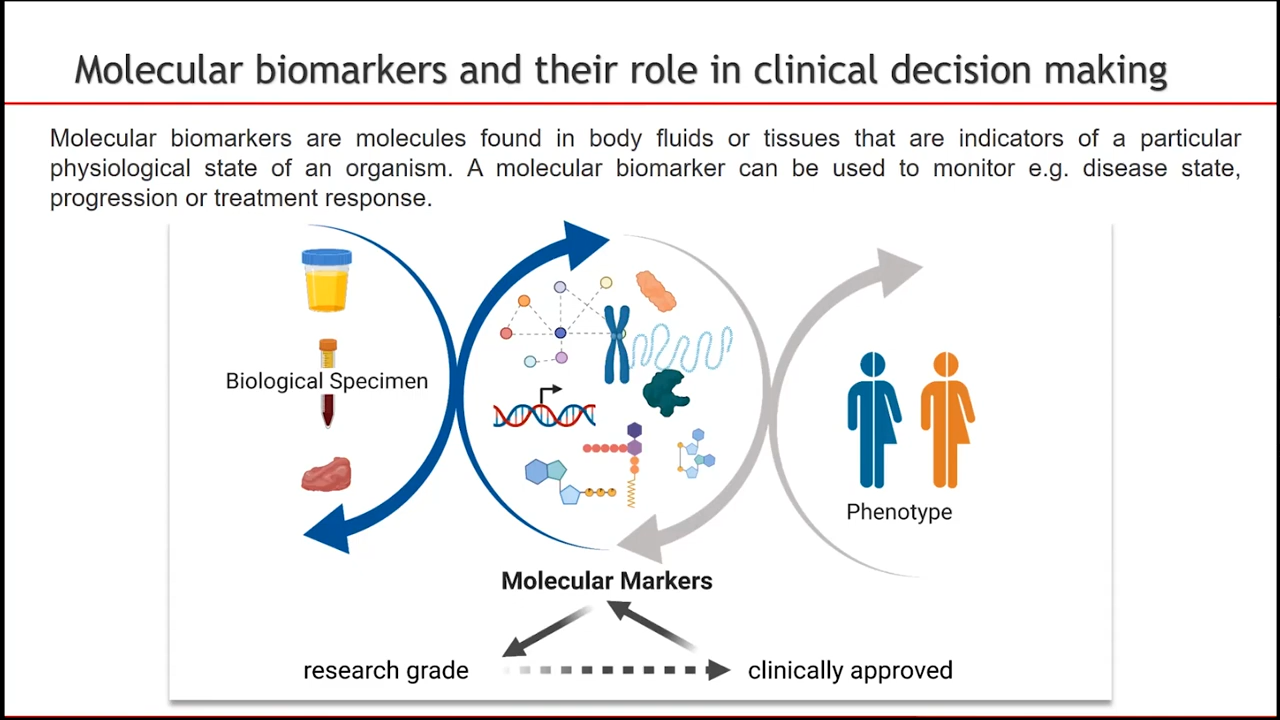 Molecular biomarkers and their role in clinical decision making
Molecular biomarkers are molecules found in body fluids or tissues that are indicators of a particular
physiological state of an organism. A molecular biomarker can be used to monitor e.g. disease state,
progression or treatment response.
Biological Specimen
Phenotype
Molecular Markers
research grade
clinically approved